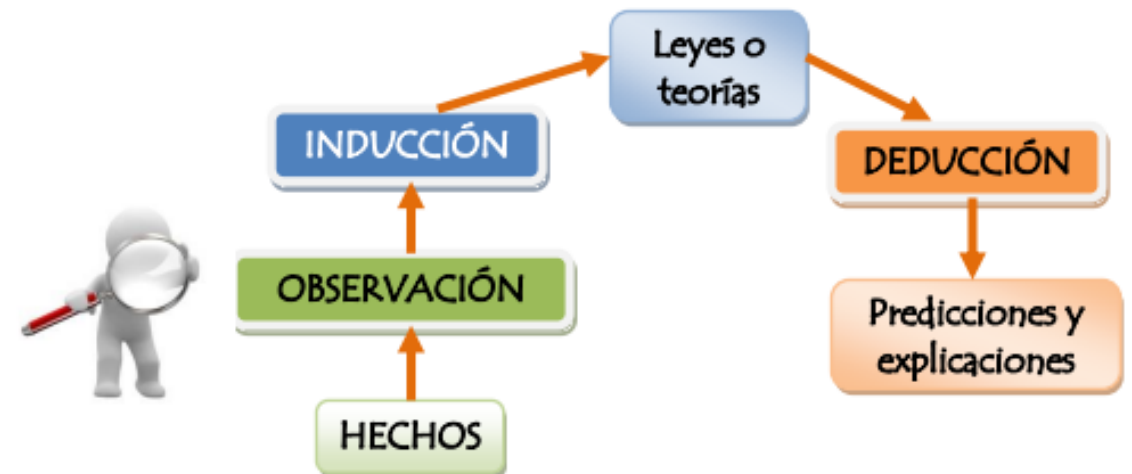 Leyes o
teorías
INDUCCIÓN
DEDUCCIÓN
OBSERVACIÓN
Predicciones y
explicaciones
HECHOS